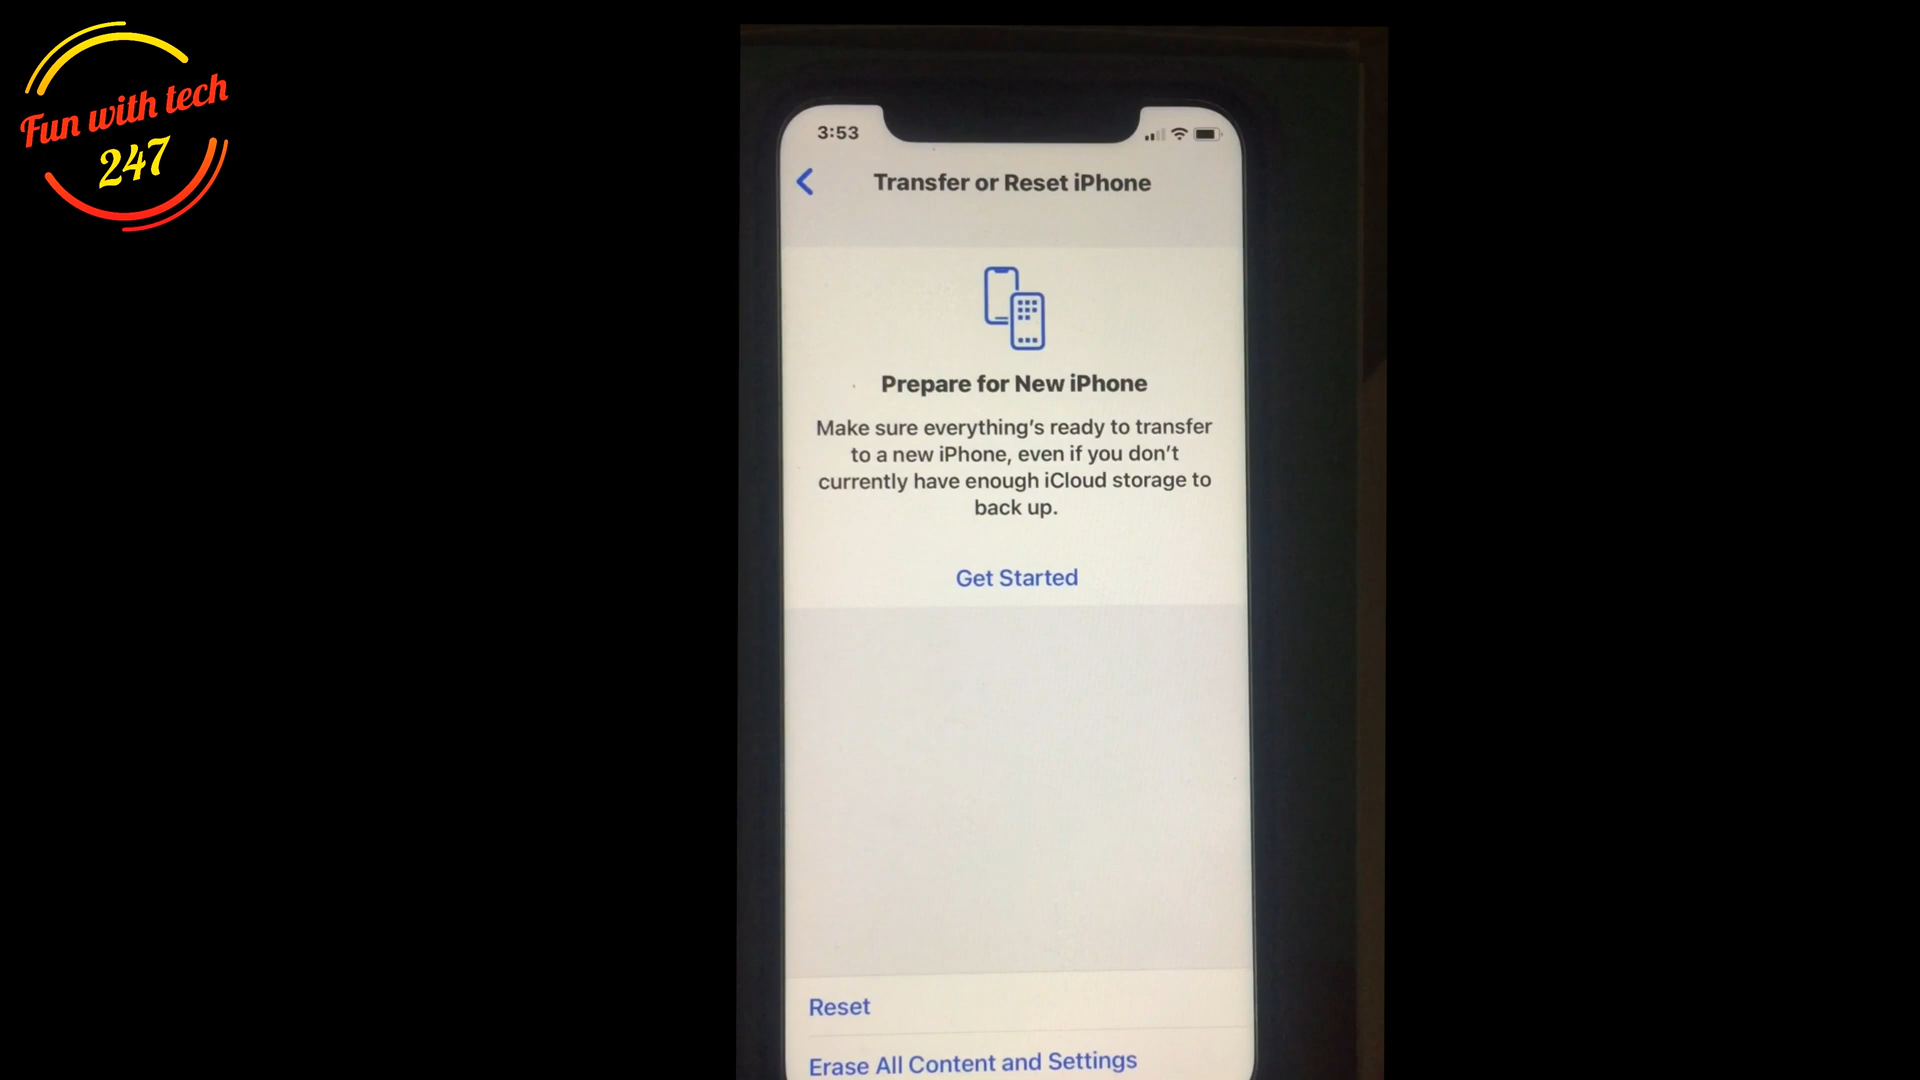 Fun with tech
247
3:53
Transfer or Reset iPhone
Prepare for New iPhone
Make sure everything's ready to transfer
to a new iPhone, even if you don't
currently have enough iCloud storage to
back up.
Get Started
Reset
Erase All Content and Settings